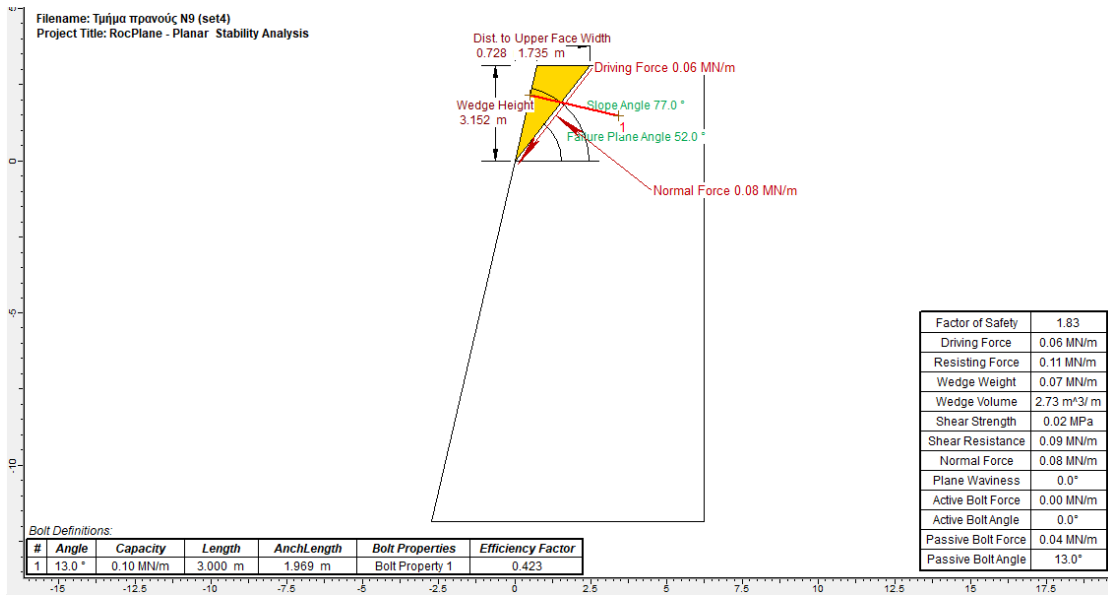 Filename: Τμήμα πρανούς N9 (set4)
Project Title: RocPlane - Planar Stability Analysis
Dist. to Upper Face Width
0.728 1.735 m
Driving Force 0.06 MN/m
Wedge Height
3.152 m
Slope Angle 77.0 °
1
Failure Plane Angle 52.0 °
Normal Force 0.08 MN/m
0
-5
-10
Factor of Safety 1.83
Driving Force 0.06 MN/m
Resisting Force 0.11 MN/m
Wedge Weight 0.07 MN/m
Wedge Volume 2.73 m^3/ m
Shear Strength 0.02 MPa
Shear Resistance 0.09 MN/m
Normal Force 0.08 MN/m
Plane Waviness 0.0°
Active Bolt Force 0.00 MN/m
Active Bolt Angle 0.0°
Passive Bolt Force 0.04 MN/m
Passive Bolt Angle 13.0°
Bolt Definitions:
# Angle Capacity Length AnchLength Bolt Properties Efficiency Factor
1 13.0 ° 0.10 MN/m 3.000 m 1.969 m Bolt Property 1 0.423
-15 -12.5 -10 -7.5 -5 -2.5 0 2.5 5 7.5 10 12.5 15 17.5